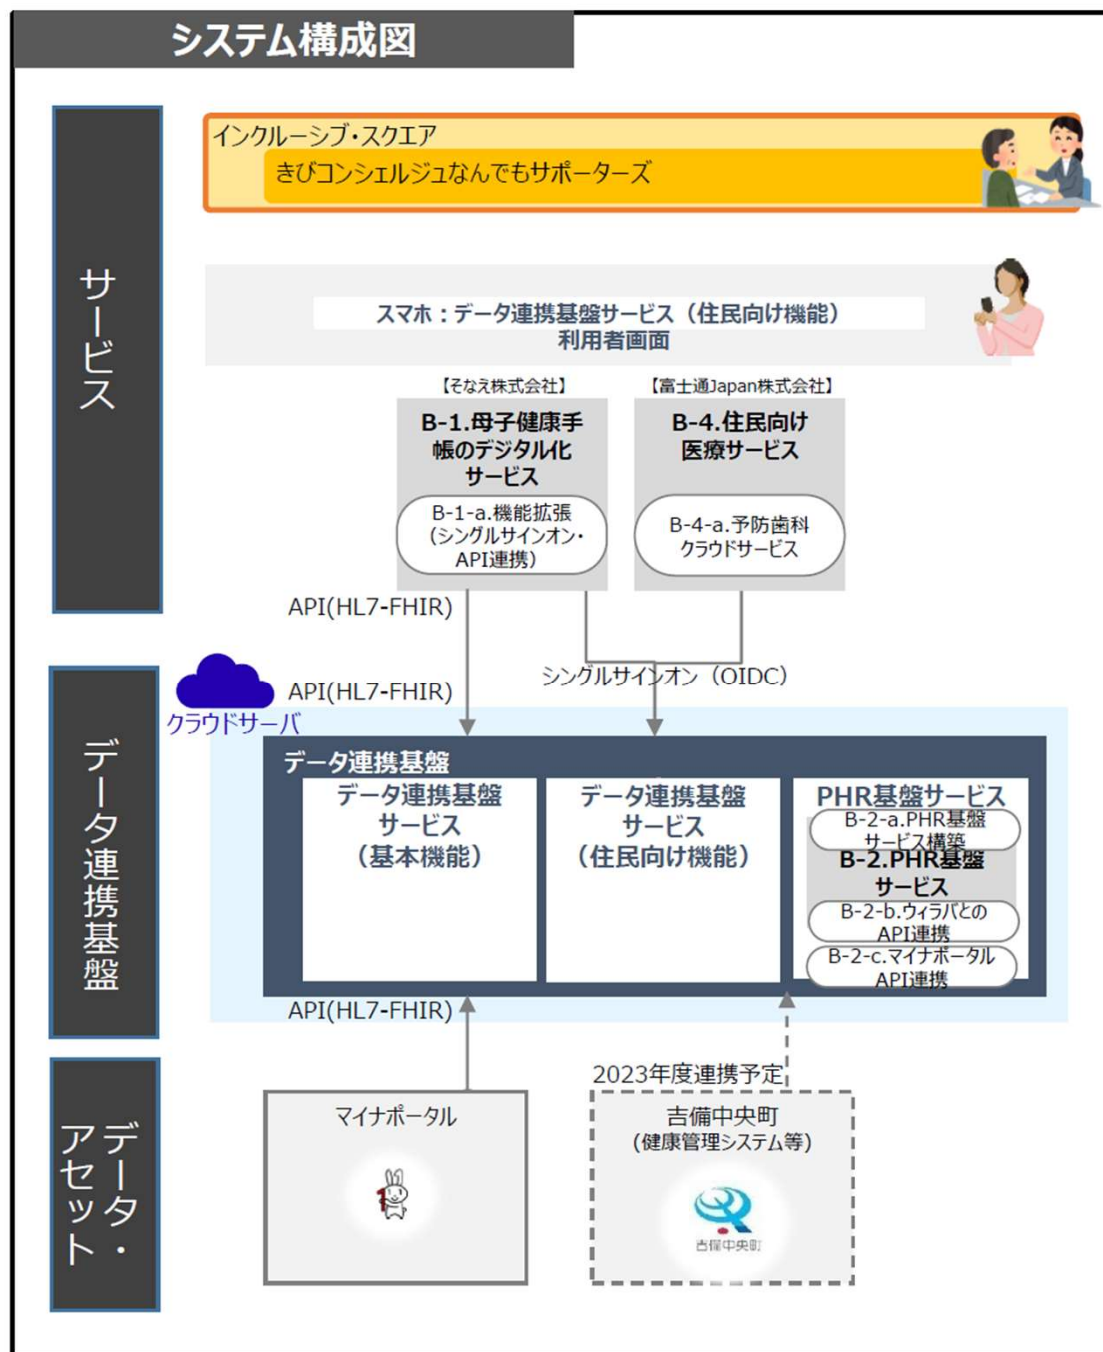 システム構成図
サービス
インクルーシブ・スクエア
きびコンシェルジュなんでもサポーターズ
スマホ：データ連携基盤サービス（住民向け機能）
利用者画面
【そなえ株式会社】
B-1.母子健康手
帳のデジタル化
サービス
B-1-a.機能拡張
（シングルサインオン・
API連携）
【富士通Japan株式会社】
B-4.住民向け
医療サービス
B-4-a.予防歯科
クラウドサービス
API(HL7-FHIR)
シングルサインオン（OIDC）
API(HL7-FHIR)
クラウドサーバ
データ連携基盤
データ連携基盤
データ連携基盤
サービス
（基本機能）
データ連携基盤
サービス
（住民向け機能）
PHR基盤サービス
B-2-a.PHR基盤
サービス構築
B-2.PHR基盤
サービス
B-2-b.ウィラバとの
API連携
B-2-c.マイナポータル
API連携
API(HL7-FHIR)
2023年度連携予定
データ・
アセット
マイナポータル
吉備中央町
(健康管理システム等)
吉備中央町